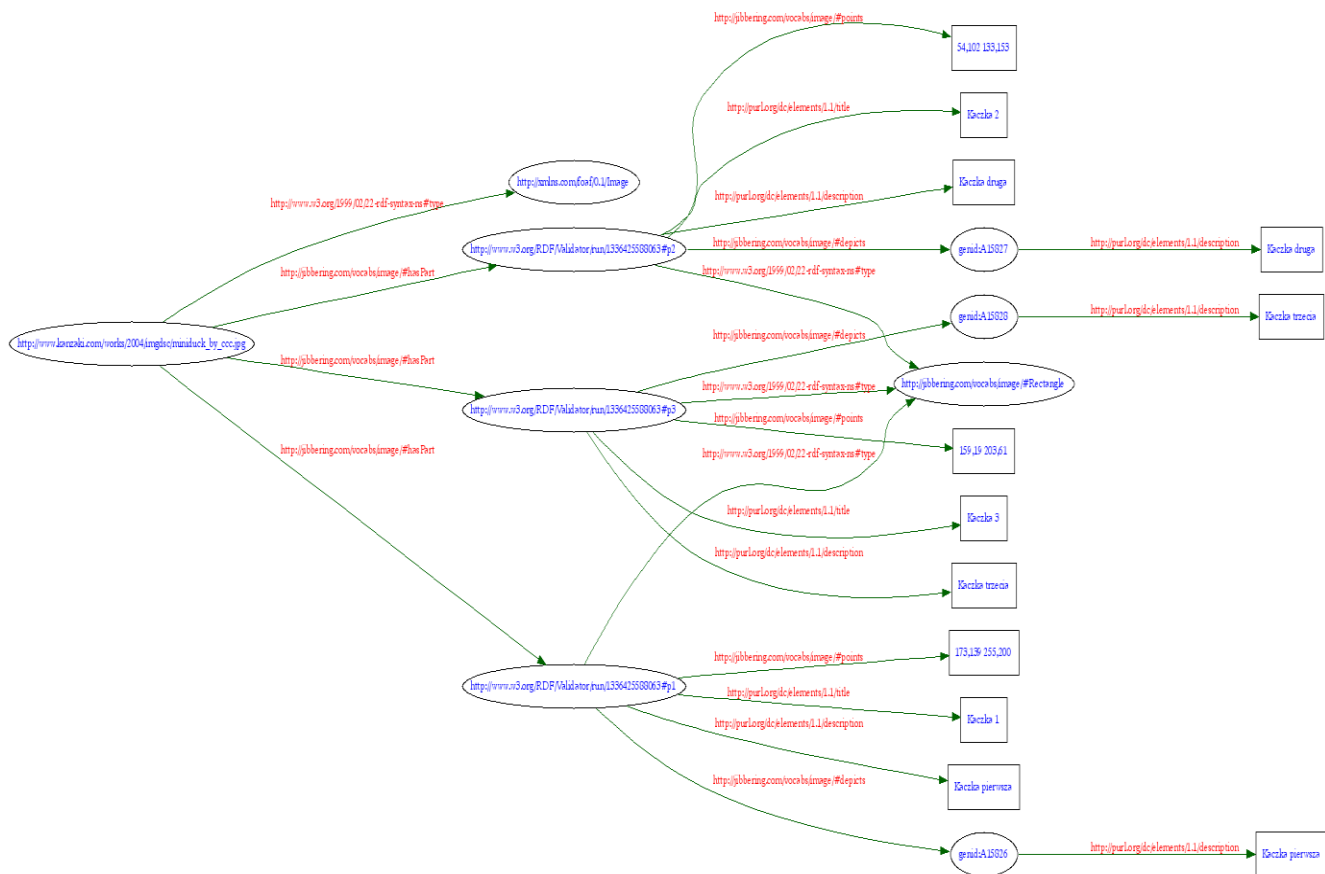 http://jibbering.com/vocabs/image/#points
54,102 133,153
http://purl.org/dc/elements/1.1/title
Kaczka 2
http://xmlns.com/foaf/0.1/Image
Kaczka druga
http://purl.org/dc/elements/1.1/description
http://www.w3.org/1999/02/22-rdf-syntax-ns#type
http://www.w3.org/RDF/Validator/run/1336425588063#p2
http://jibbering.com/vocabs/image/#depicts
genid:A15827
http://purl.org/dc/elements/1.1/description
Kaczka druga
http://jibbering.com/vocabs/image/#hasPart
http://www.w3.org/1999/02/22-rdf-syntax-ns#type
genid:A15828
http://purl.org/dc/elements/1.1/description
Kaczka trzecia
http://jibbering.com/vocabs/image/#depicts
http://www.kanzaki.com/works/2004/imgdsc/miniduck_by_ccc.jpg
http://jibbering.com/vocabs/image/#hasPart
http://www.w3.org/1999/02/22-rdf-syntax-ns#type
http://jibbering.com/vocabs/image/#Rectangle
http://www.w3.org/RDF/Validator/run/1336425588063#p3
http://jibbering.com/vocabs/image/#points
http://jibbering.com/vocabs/image/#hasPart
http://www.w3.org/1999/02/22-rdf-syntax-ns#type
159,19 203,61
http://purl.org/dc/elements/1.1/title
Kaczka 3
http://purl.org/dc/elements/1.1/description
Kaczka trzecia
http://jibbering.com/vocabs/image/#points
173,139 255,200
http://www.w3.org/RDF/Validator/run/1336425588063#p1
http://purl.org/dc/elements/1.1/title
Kaczka 1
http://purl.org/dc/elements/1.1/description
http://jibbering.com/vocabs/image/#depicts
Kaczka pierwsza
genid:A15826
http://purl.org/dc/elements/1.1/description
Kaczka pierwsza